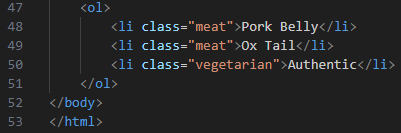 47 <ol>
48 <li class="meat">Pork Belly</li>
49 <li class="meat">Ox Tail</li>
50 <li class="vegetarian">Authentic</li>
51 </ol>
52 </body>
53 </html>